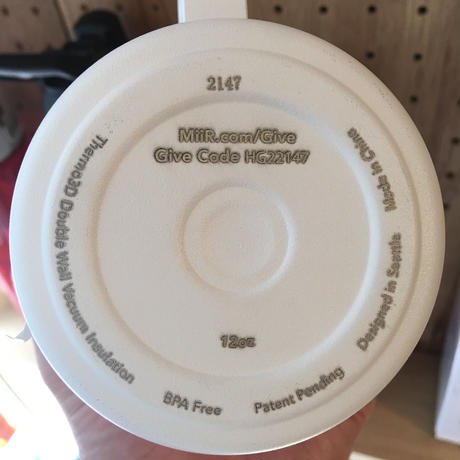 2147
MiiR.com/Give
Give Code HG22147
12oz
Thermo3D Double Wall Vacuum Insulation
BPA Free
Patent Pending
Designed in Seattle
Made in China